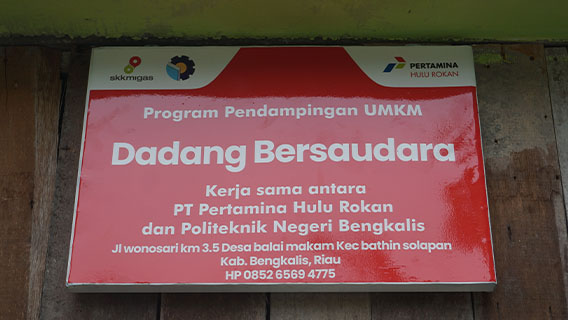 skkmigas
PERTAMINA
HULU ROKAN
Program Pendampingan UMKM
Dadang Bersaudara
Kerja sama antara
PT Pertamina Hulu Rokan
dan Politeknik Negeri Bengkalis
Jl wonosari km 3.5 Desa balai makam Kec bathin solapan
Kab. Bengkalis, Riau
HP 0852 6569 4775